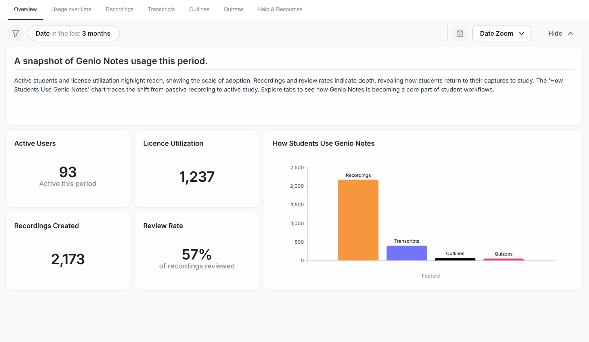 Overview Usage over time Recordings Transcripts Outlines Quizzes Help & Resources
Date in the last 3 months
Date Zoom
Hide
A snapshot of Genio Notes usage this period.
Active students and license utilization highlight reach, showing the scale of adoption. Recordings and review rates indicate depth, revealing how students return to their captures to study. The 'How
Students Use Genio Notes' chart traces the shift from passive recording to active study. Explore tabs to see how Genio Notes is becoming a core part of student workflows.
Active Users
93
Active this period
Licence Utilization
1,237
Recordings Created
2,173
Review Rate
57%
of recordings reviewed
How Students Use Genio Notes
2,500
2,000
1,500
1,000
500
0
Recordings
Transcripts
Outlines
Quizzes
Feature